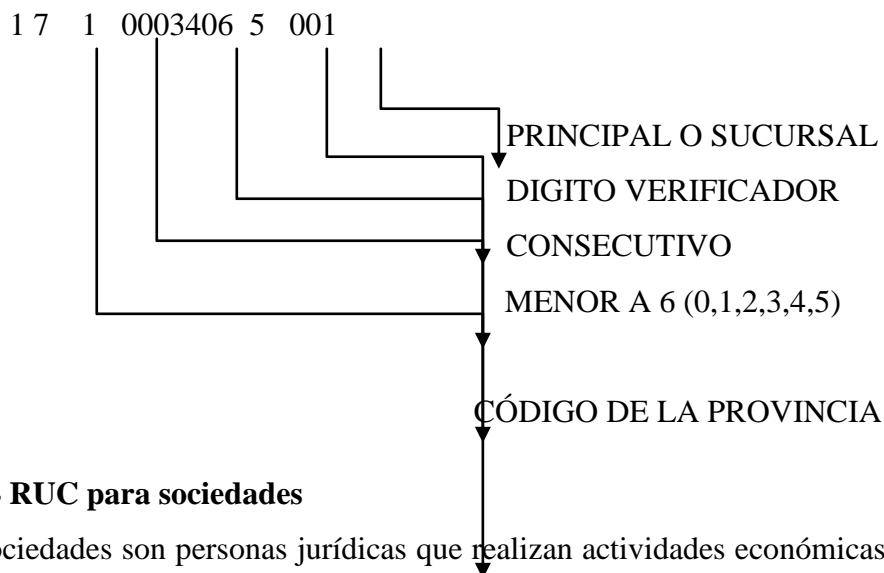 1 7 1 0003406 5 001
PRINCIPAL O SUCURSAL
DIGITO VERIFICADOR
CONSECUTIVO
MENOR A 6 (0,1,2,3,4,5)
CÓDIGO DE LA PROVINCIA
RUC para sociedades
ociedades son personas jurídicas que realizan actividades económicas